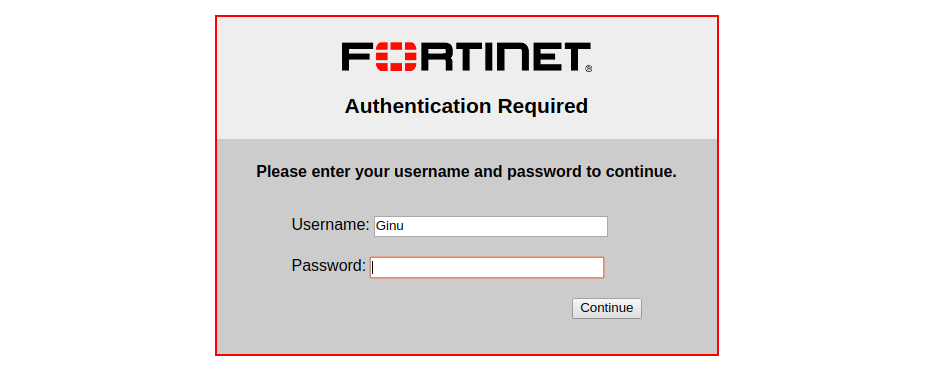 FORTINET®
Authentication Required
Please enter your username and password to continue.
Username: Ginu
Password:
Continue